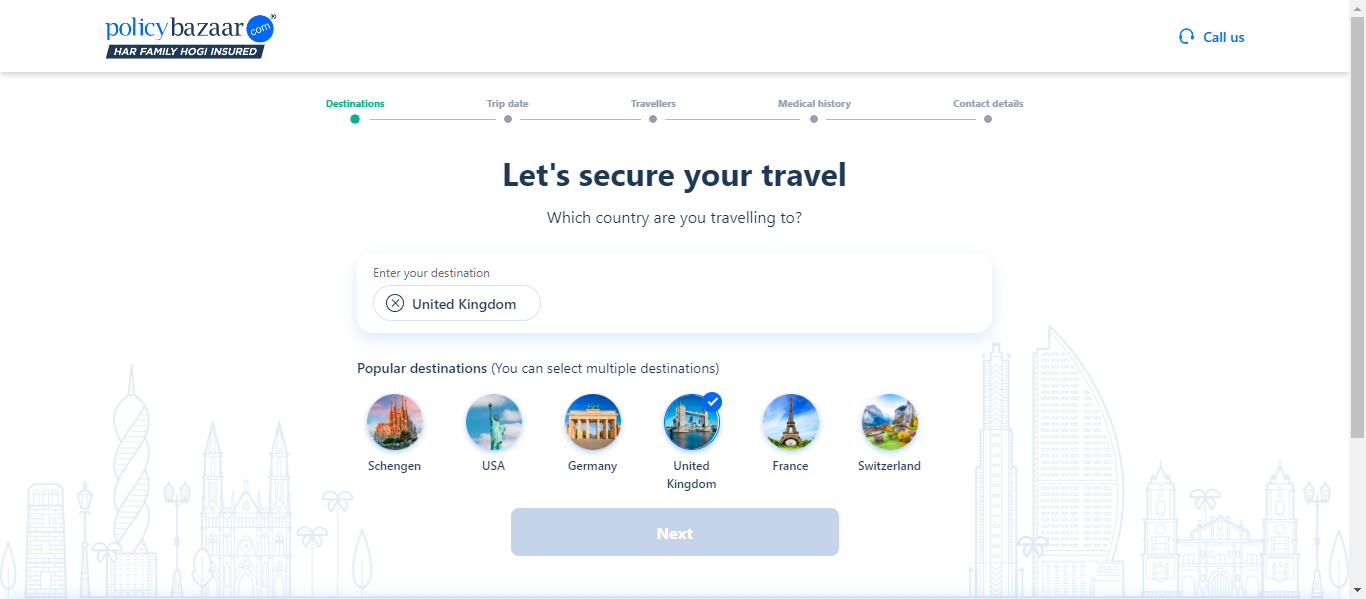 policybazaar.com®
HAR FAMILY HOGI INSURED
Call us
Destinations
Trip date
Travellers
Medical history
Contact details
Let's secure your travel
Which country are you travelling to?
Enter your destination
United Kingdom
Popular destinations (You can select multiple destinations)
Schengen
USA
Germany
United
Kingdom
France
Switzerland
Next